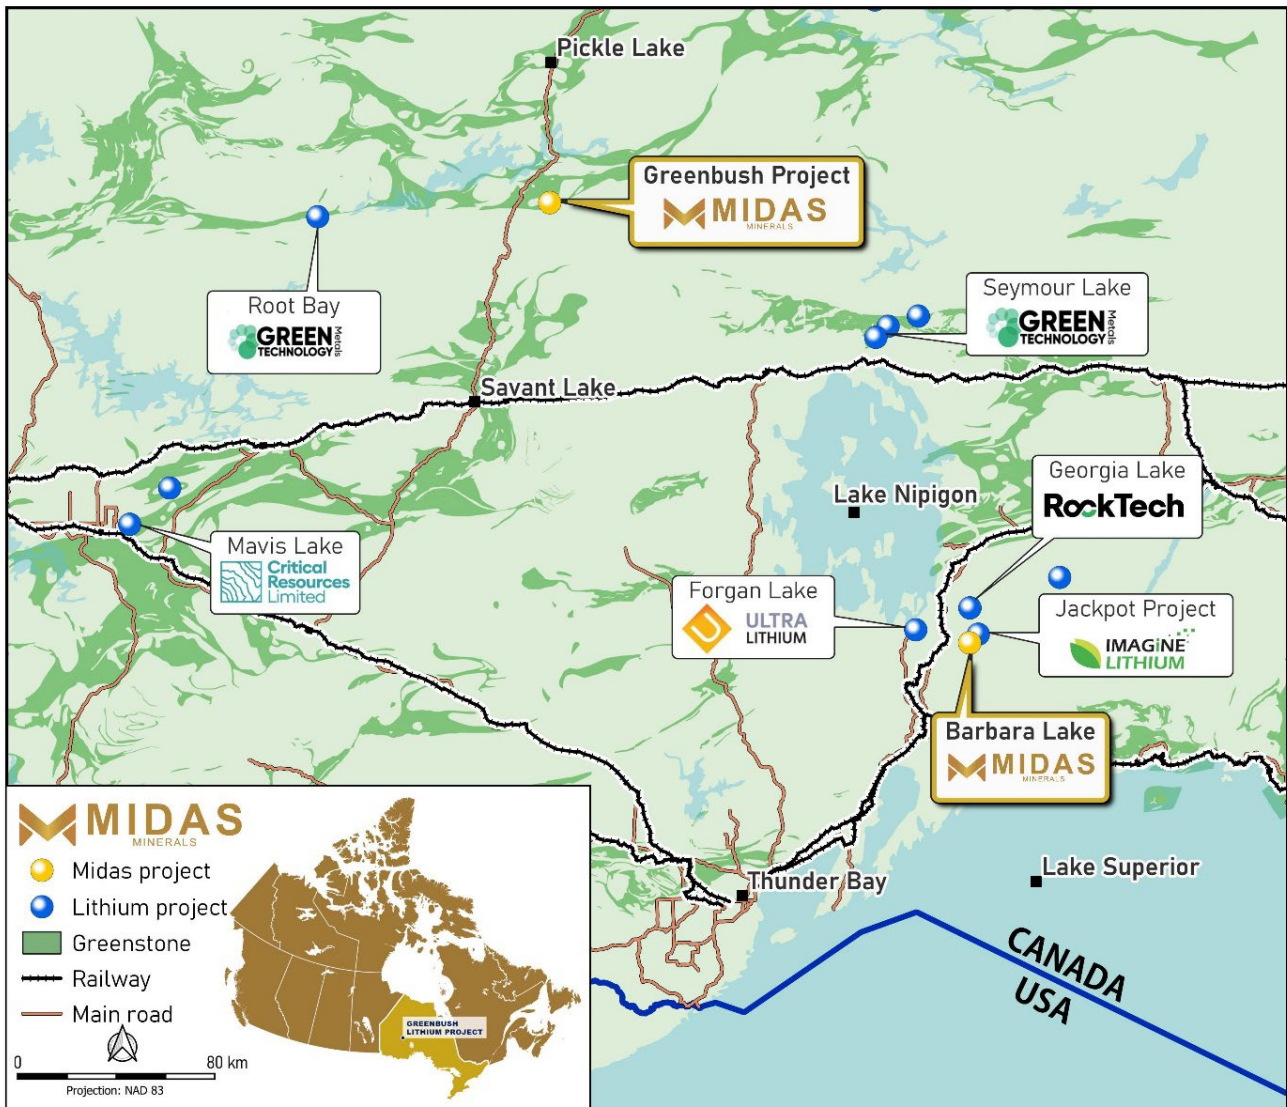 Pickle Lake
Greenbush Project
MIDAS
MINERALS
Root Bay
GREEN
TECHNOLOGY
Metals
Seymour Lake
GREEN
TECHNOLOGY
Metals
Savant Lake
Georgia Lake
RockTech
Lake Nipigon
Mavis Lake
Critical
Resources
Limited
Forgan Lake
ULTRA
LITHIUM
Jackpot Project
IMAGINE
LITHIUM
Barbara Lake
MIDAS
MINERALS
Thunder Bay
Lake Superior
CANADA
USA
MIDAS
MINERALS
Midas project
Lithium project
Greenstone
Railway
Main road
0 80 km
Projection: NAD 83
GREENBUSH
LITHIUM PROJECT